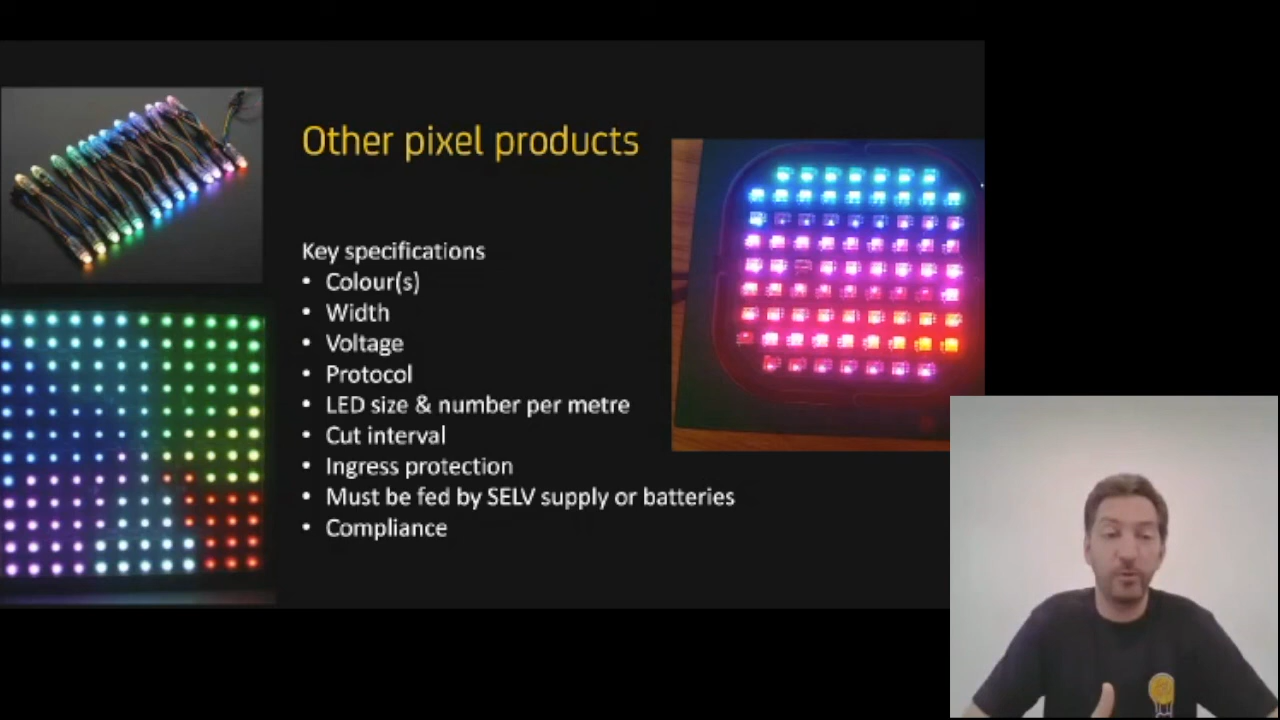 Other pixel products
Key specifications
• Colour(s)
• Width
• Voltage
• Protocol
• LED size & number per metre
• Cut interval
• Ingress protection
• Must be fed by SELV supply or batteries
• Compliance